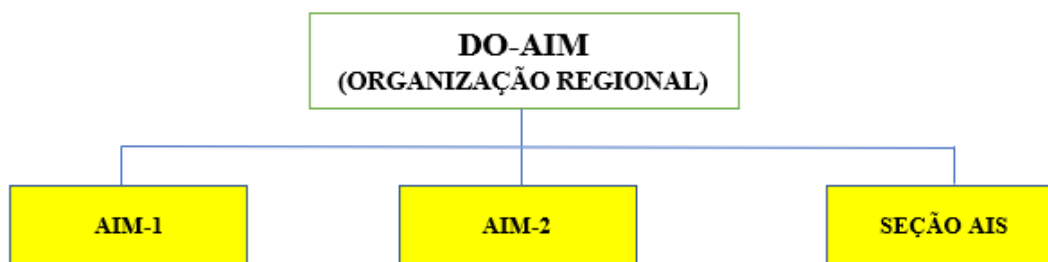 DO-AIM
(ORGANIZAÇÃO REGIONAL)
AIM-1
AIM-2
SEÇÃO AIS